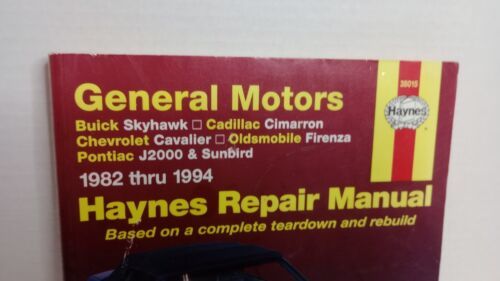 General Motors
Buick Skyhawk □ Cadillac Cimarron
Chevrolet Cavalier □ Oldsmobile Firenza
Pontiac J2000 & Sunbird
1982 thru 1994
Haynes Repair Manual
Based on a complete teardown and rebuild
38015
Haynes